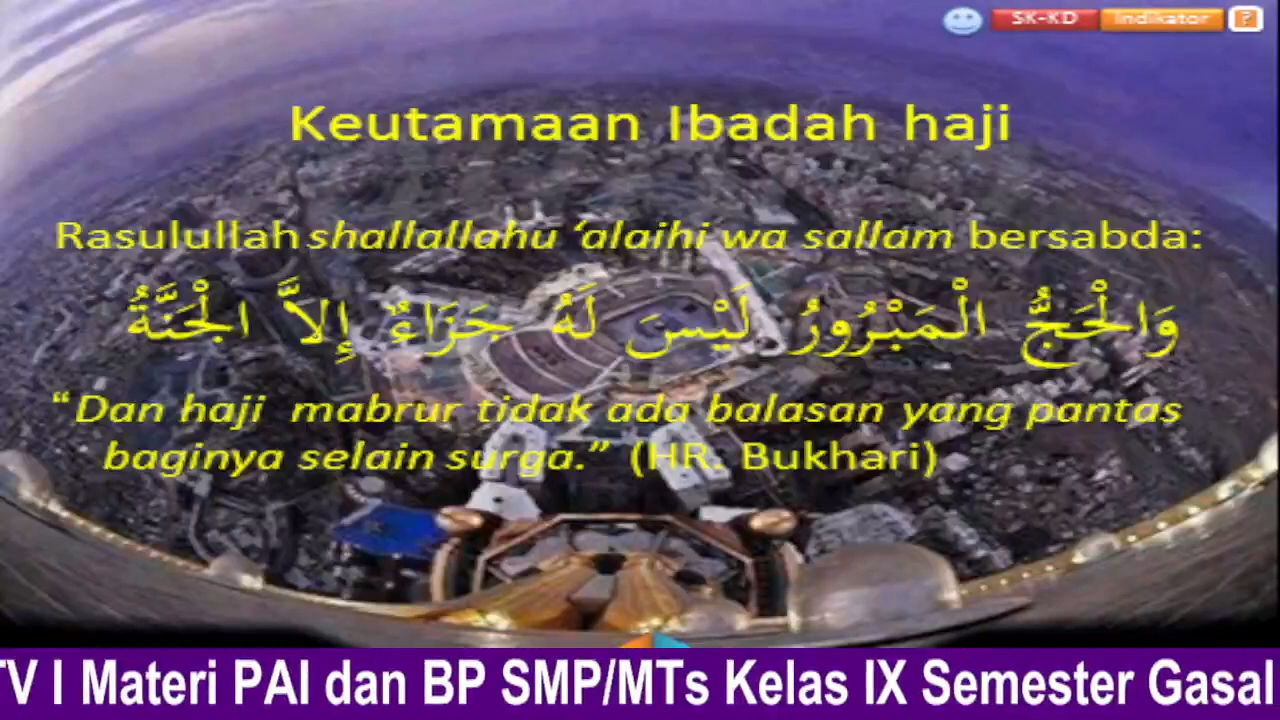 SK-KD Indikator ?
Keutamaan Ibadah haji
Rasulullah shallallahu ‘alaihi wa sallam bersabda:
وَالْحَجُّ الْمَبْرُورُ لَيْسَ لَهُ جَزَاءٌ إِلاَّ الْجَنَّةُ
“Dan haji mabrur tidak ada balasan yang pantas
baginya selain surga.” (HR. Bukhari)
TV I Materi PAI dan BP SMP/MTs Kelas IX Semester Gasal